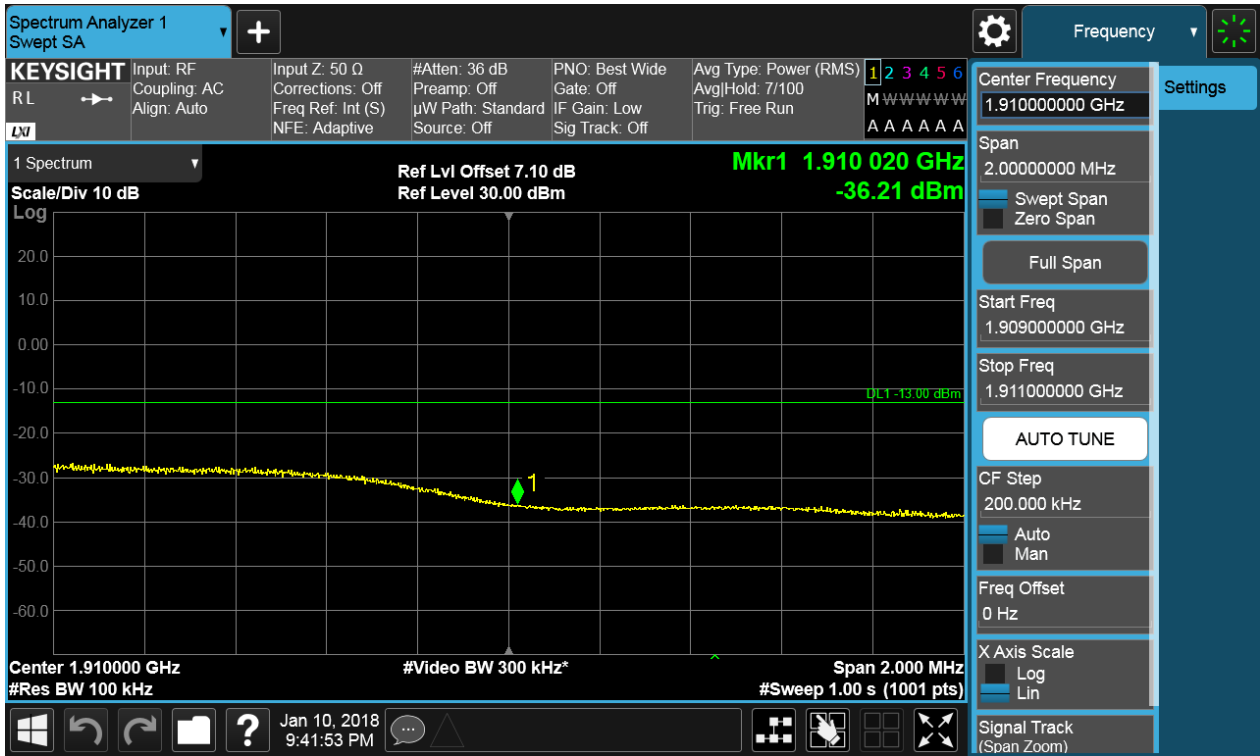 Spectrum Analyzer 1
Swept SA
Frequency
KEYSIGHT
RL
LXI
Input: RF
Coupling: AC
Align: Auto
Input Z: 50 Ω
Corrections: Off
Freq Ref: Int (S)
NFE: Adaptive
#Atten: 36 dB
Preamp: Off
µW Path: Standard
Source: Off
PNO: Best Wide
Gate: Off
IF Gain: Low
Sig Track: Off
Avg Type: Power (RMS)
Avg|Hold: 7/100
Trig: Free Run
1 2 3 4 5 6
M W W W W W
A A A A A A
Settings
1 Spectrum
Scale/Div 10 dB
Log
Ref Lvl Offset 7.10 dB
Ref Level 30.00 dBm
Mkr1 1.910 020 GHz
-36.21 dBm
20.0
10.0
0.00
-10.0
DL1 -13.00 dBm
-20.0
-30.0
1
-40.0
-50.0
-60.0
Center 1.910000 GHz
#Video BW 300 kHz*
Span 2.000 MHz
#Res BW 100 kHz
#Sweep 1.00 s (1001 pts)
Center Frequency
1.910000000 GHz
Span
2.00000000 MHz
Swept Span
Zero Span
Full Span
Start Freq
1.909000000 GHz
Stop Freq
1.911000000 GHz
AUTO TUNE
CF Step
200.000 kHz
Auto
Man
Freq Offset
0 Hz
X Axis Scale
Log
Lin
Signal Track
(Span Zoom)
?
Jan 10, 2018
9:41:53 PM